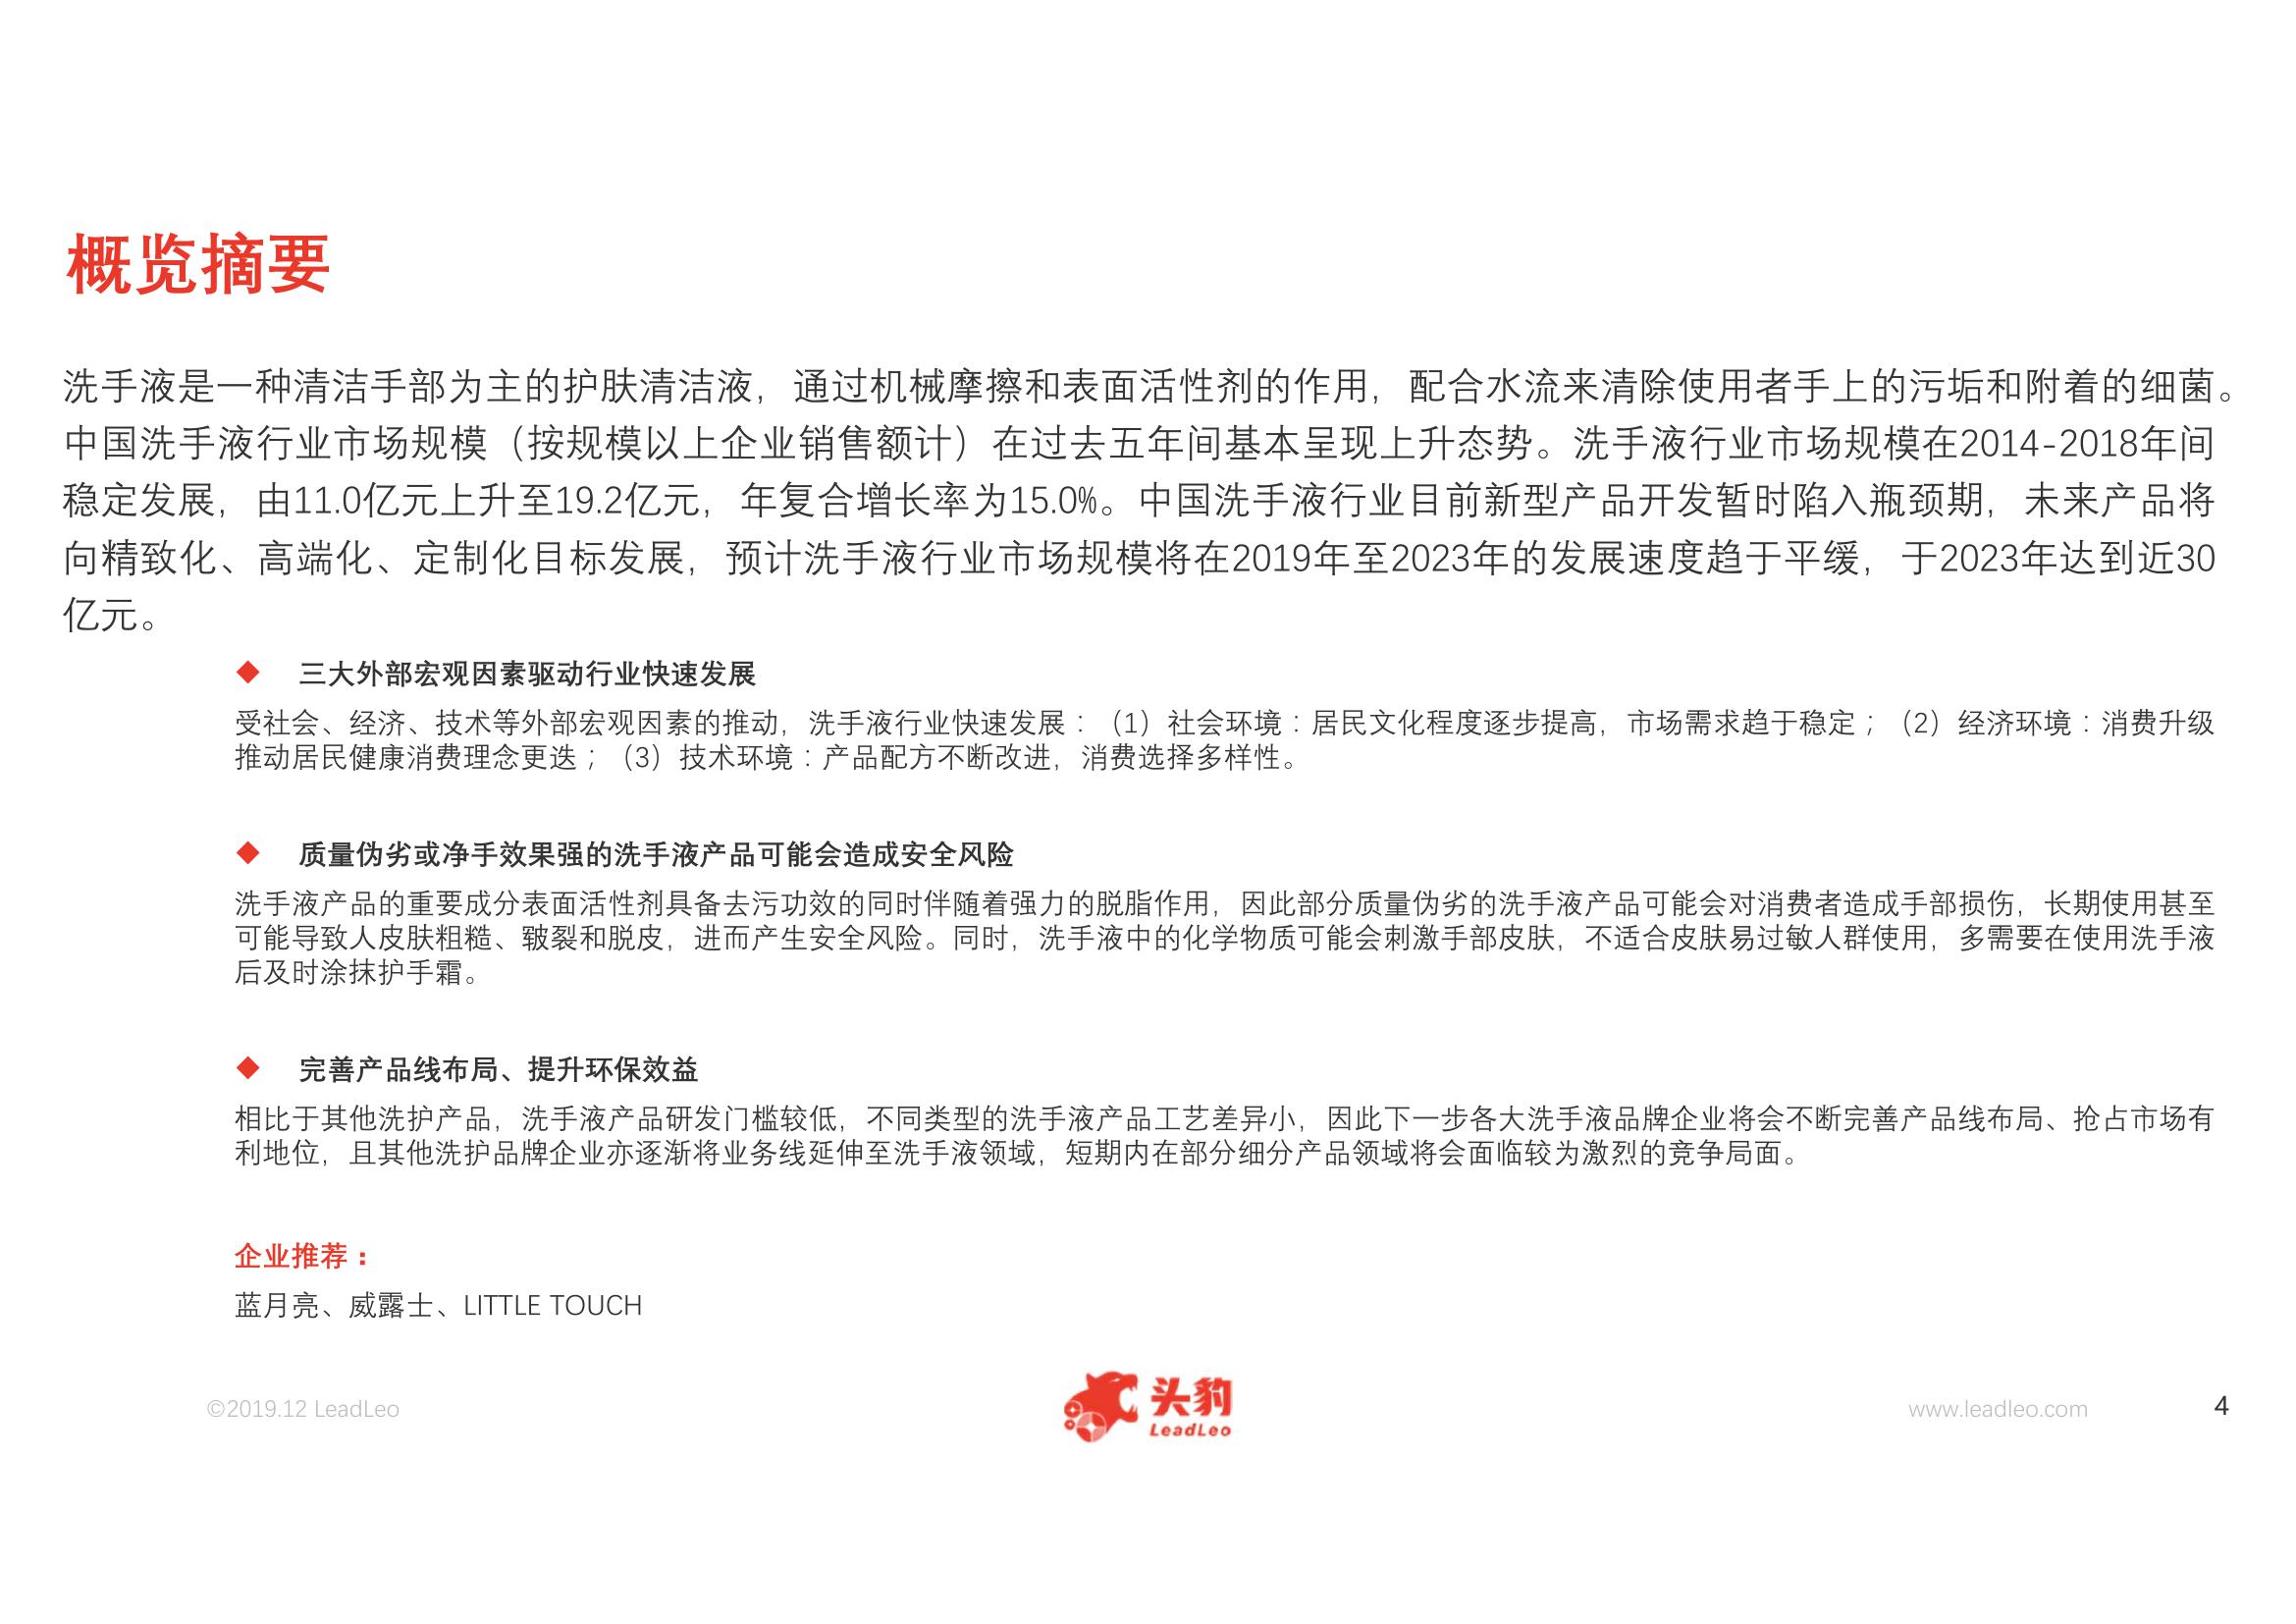 概览摘要
洗手液是一种清洁手部为主的护肤清洁液，通过机械摩擦和表面活性剂的作用，配合水流来清除使用者手上的污垢和附着的细菌。
中国洗手液行业市场规模（按规模以上企业销售额计）在过去五年间基本呈现上升态势。洗手液行业市场规模在2014-2018年间
稳定发展，由11.0亿元上升至19.2亿元，年复合增长率为15.0%。中国洗手液行业目前新型产品开发暂时陷入瓶颈期，未来产品将
向精致化、高端化、定制化目标发展，预计洗手液行业市场规模将在2019年至2023年的发展速度趋于平缓，于2023年达到近30
亿元。
◆ 三大外部宏观因素驱动行业快速发展
受社会、经济、技术等外部宏观因素的推动，洗手液行业快速发展：（1）社会环境：居民文化程度逐步提高，市场需求趋于稳定；（2）经济环境：消费升级
推动居民健康消费理念更迭；（3）技术环境：产品配方不断改进，消费选择多样性。
◆ 质量伪劣或净手效果强的洗手液产品可能会造成安全风险
洗手液产品的重要成分表面活性剂具备去污功效的同时伴随着强力的脱脂作用，因此部分质量伪劣的洗手液产品可能会对消费者造成手部损伤，长期使用甚至
可能导致人皮肤粗糙、皲裂和脱皮，进而产生安全风险。同时，洗手液中的化学物质可能会刺激手部皮肤，不适合皮肤易过敏人群使用，多需要在使用洗手液
后及时涂抹护手霜。
◆ 完善产品线布局、提升环保效益
相比于其他洗护产品，洗手液产品研发门槛较低，不同类型的洗手液产品工艺差异小，因此下一步各大洗手液品牌企业将会不断完善产品线布局、抢占市场有
利地位，且其他洗护品牌企业亦逐渐将业务线延伸至洗手液领域，短期内在部分细分产品领域将会面临较为激烈的竞争局面。
企业推荐：
蓝月亮、威露士、LITTLE TOUCH
©2019.12 LeadLeo
头豹
LeadLeo
www.leadleo.com
4